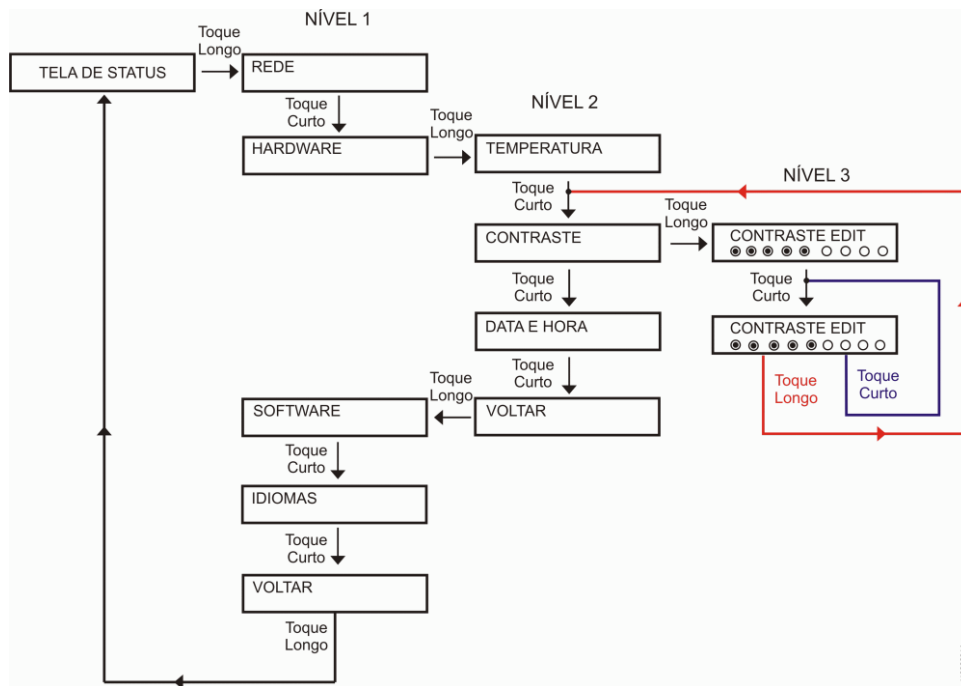 NÍVEL 1
Toque
Longo
TELA DE STATUS
REDE
Toque
Curto
NÍVEL 2
Toque
Longo
HARDWARE
TEMPERATURA
NÍVEL 3
Toque
Curto
Toque
Longo
CONTRASTE
CONTRASTE EDIT
Toque
Curto
Toque
Curto
DATA E HORA
CONTRASTE EDIT
Toque
Curto
Toque
Longo
Toque
Curto
Toque
Longo
SOFTWARE
VOLTAR
Toque
Curto
IDIOMAS
Toque
Curto
VOLTAR
Toque
Longo